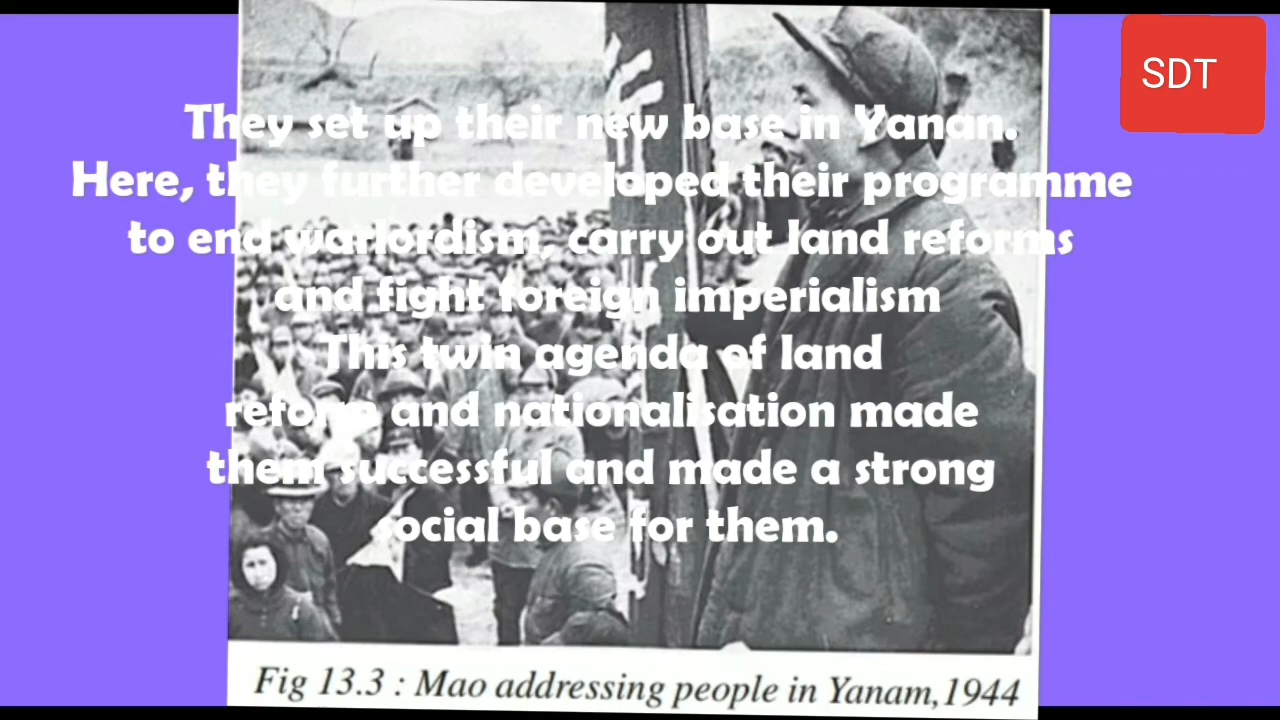 SDT
They set up their new base in Yanan.
Here, they further developed their programme
to end warlordism, carry out land reforms
and fight foreign imperialism
This twin agenda of land
reform and nationalisation made
them successful and made a strong
social base for them.
Fig 13.3 : Mao addressing people in Yanam,1944